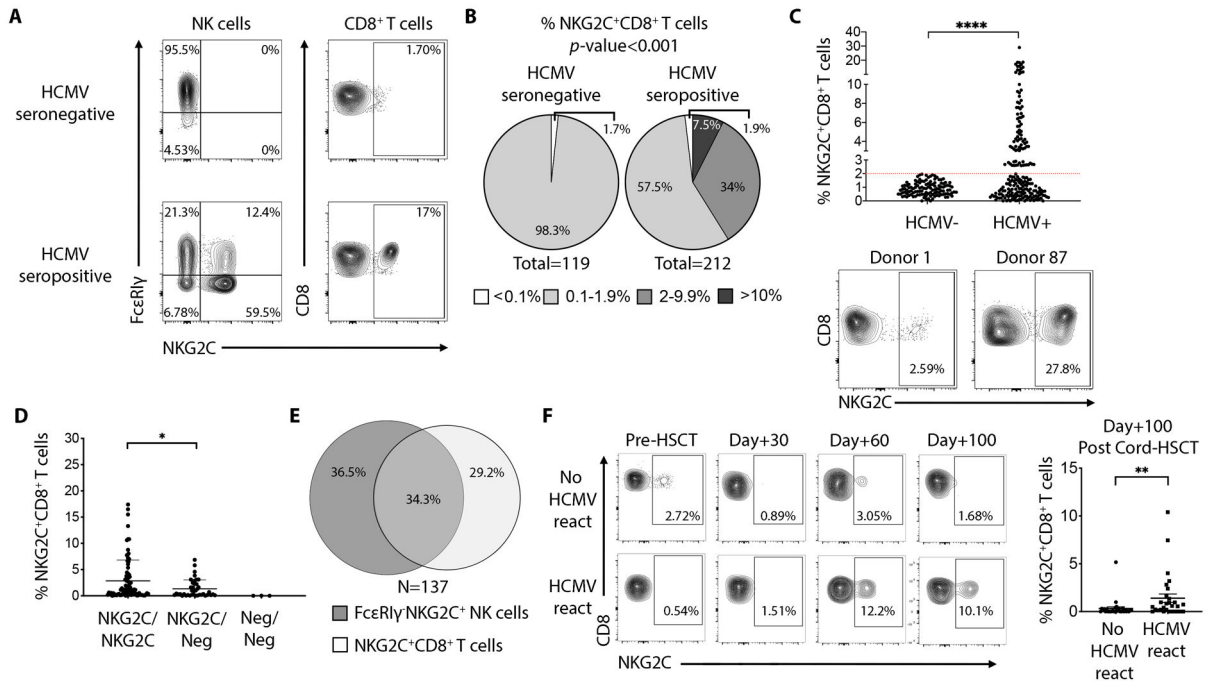 A
NK cells
CD8⁺ T cells
HCMV
seronegative
95.5%
0%
4.53%
0%
1.70%
HCMV
seropositive
21.3%
12.4%
6.78%
59.5%
17%
FcεRIγ
CD8
NKG2C
B
% NKG2C⁺CD8⁺ T cells
p-value<0.001
HCMV
seronegative
HCMV
seropositive
1.7%
98.3%
7.5%
1.9%
57.5%
34%
Total=119
Total=212
<0.1%
0.1-1.9%
2-9.9%
>10%
C
% NKG2C⁺CD8⁺ T cells
****
40
30
20
10
8
6
4
3
2
1
0
HCMV-
HCMV+
Donor 1
Donor 87
CD8
2.59%
27.8%
NKG2C
D
% NKG2C⁺CD8⁺ T cells
*
30
25
20
15
10
5
0
NKG2C/
NKG2C
NKG2C/
Neg
Neg/
Neg
E
36.5%
34.3%
29.2%
N=137
FcεRIγ⁻NKG2C⁺ NK cells
NKG2C⁺CD8⁺ T cells
F
Pre-HSCT
Day+30
Day+60
Day+100
No
HCMV
react
2.72%
0.89%
3.05%
1.68%
HCMV
react
0.54%
1.51%
12.2%
10.1%
CD8
NKG2C
Day+100
Post Cord-HSCT
% NKG2C⁺CD8⁺ T cells
**
15
10
5
0
No
HCMV
react
HCMV
react